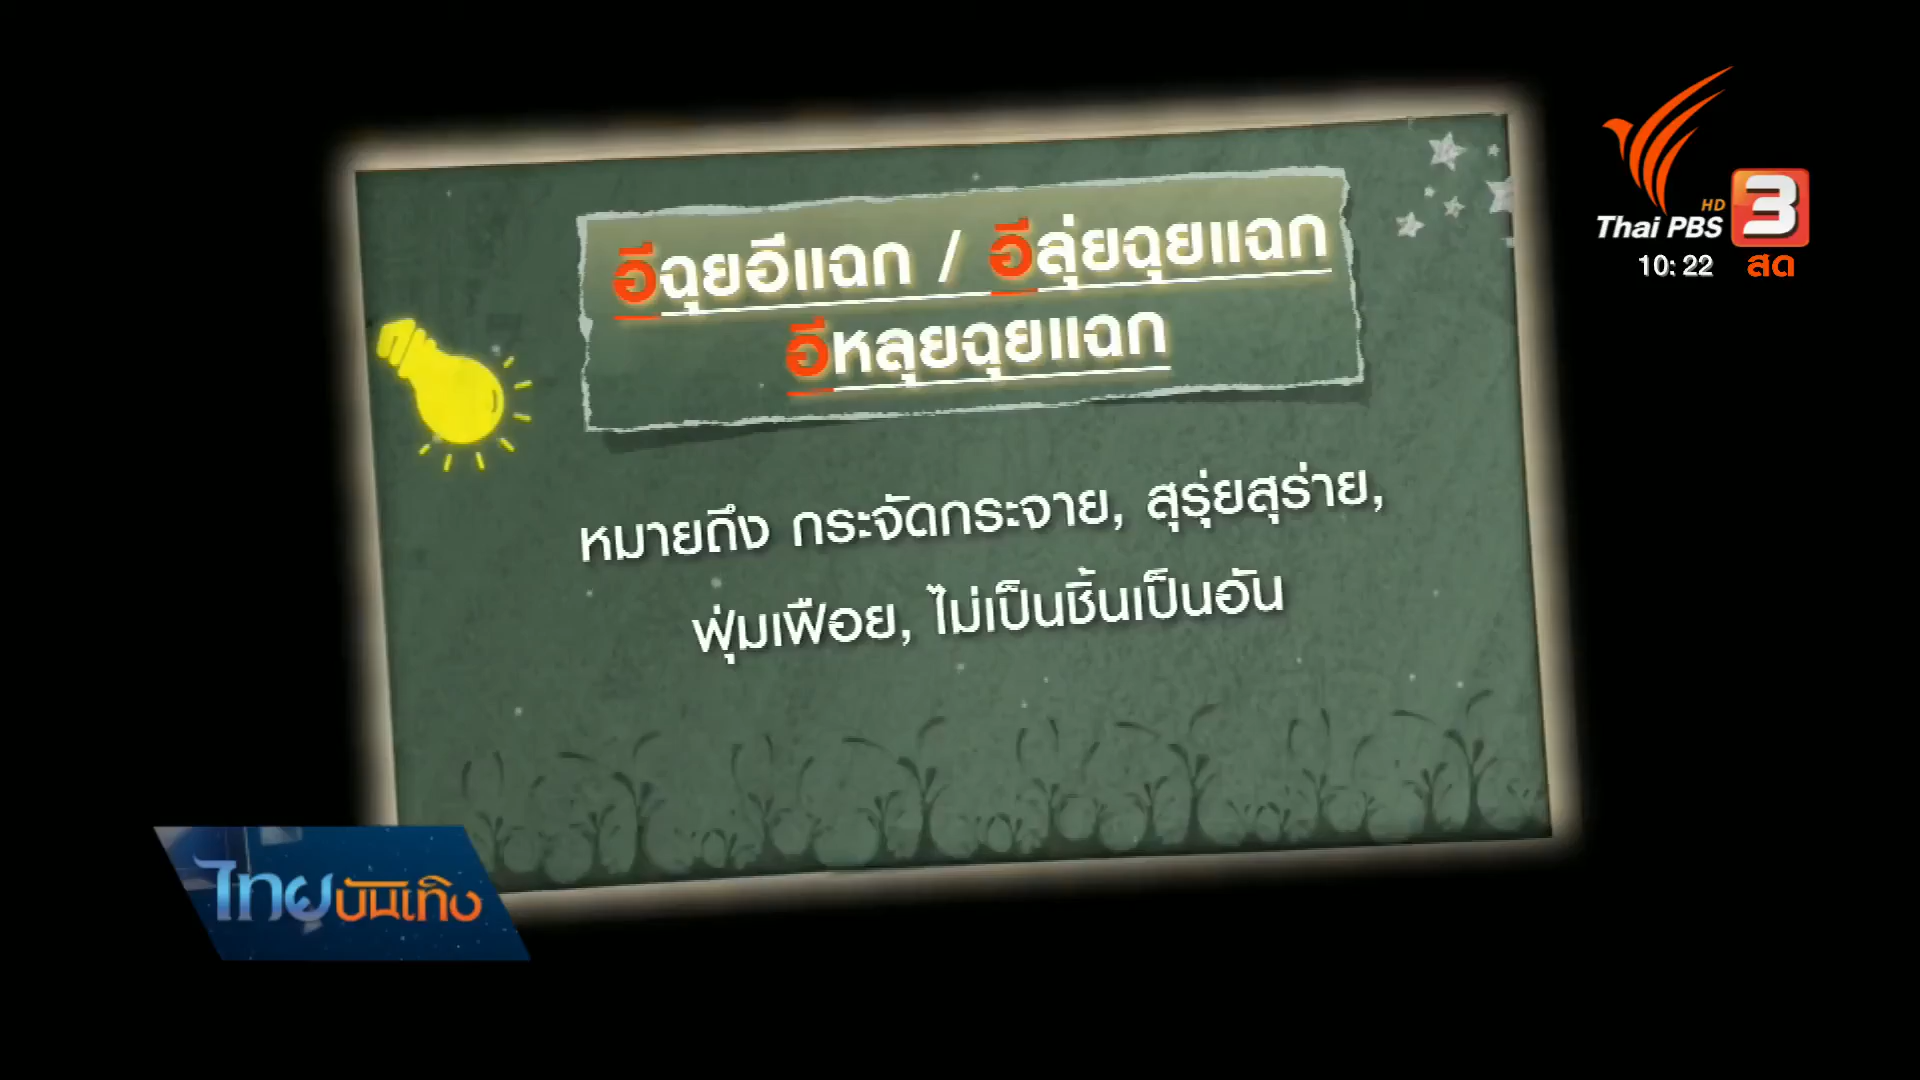 อีฉุยอีแฉก / อีลุ่ยฉุยแฉก
อีหลุยฉุยแฉก
หมายถึง กระจัดกระจาย, สุรุ่ยสุร่าย,
ฟุ่มเฟือย, ไม่เป็นชิ้นเป็นอัน
HD
Thai PBS 3
10: 22 สด
ไทยบันเทิง